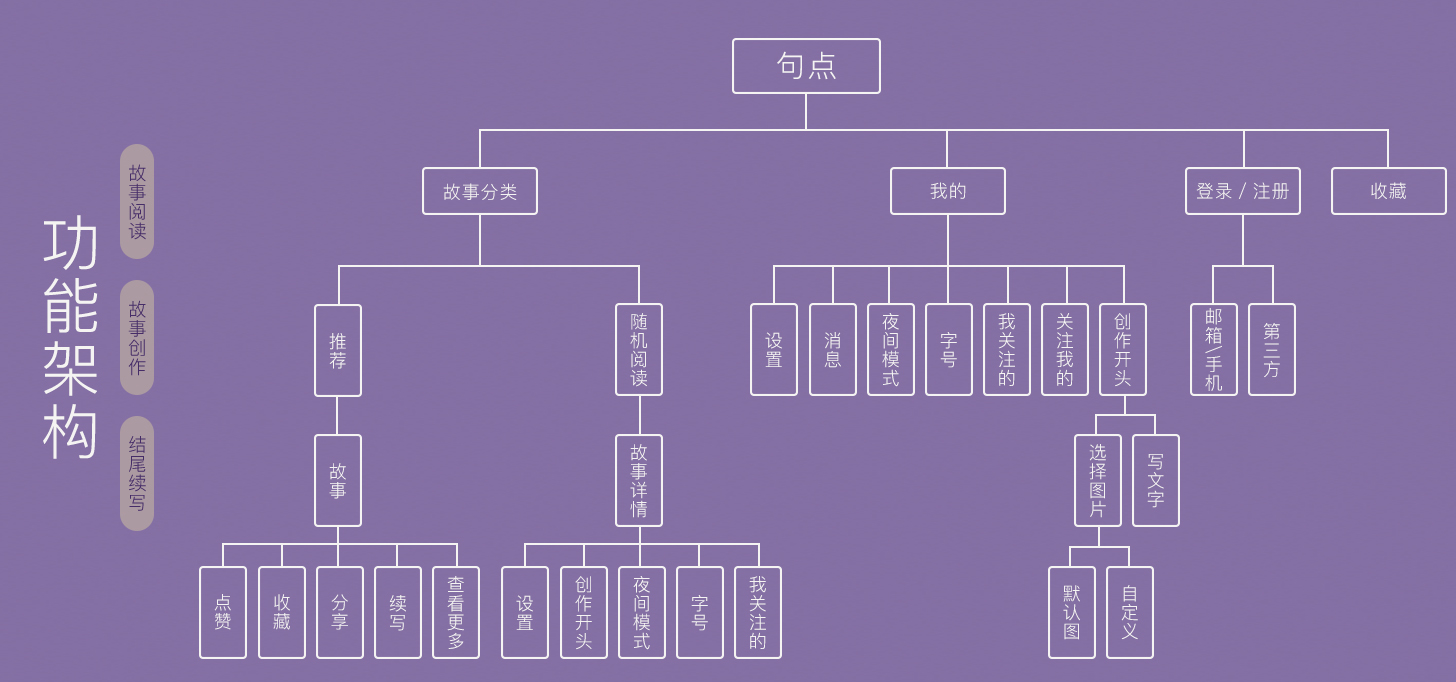 功能架构
故事阅读
故事创作
结尾续写
句点
故事分类
我的
登录 / 注册
收藏
推荐
随机阅读
设置
消息
夜间模式
字号
我关注的
关注我的
创作开头
邮箱/手机
第三方
故事
故事详情
选择图片
写文字
点赞
收藏
分享
续写
查看更多
设置
创作开头
夜间模式
字号
我关注的
默认图
自定义